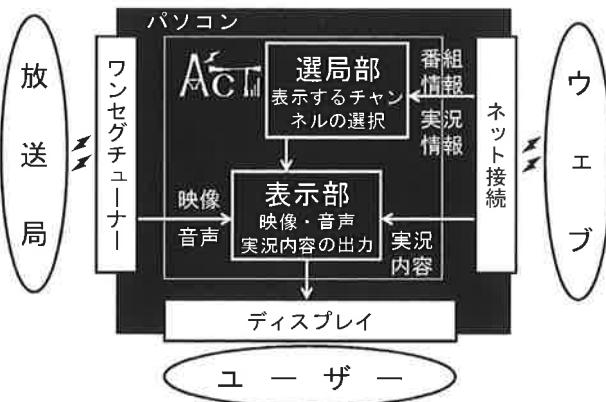 パソコン
放送局
ワンセグチューナー
AcTi
選局部
表示するチャン
ネルの選択
番組
情報
実況
情報
ネット接続
ウェブ
映像
音声
表示部
映像・音声
実況内容の出力
実況
内容
ディスプレイ
ユーザー